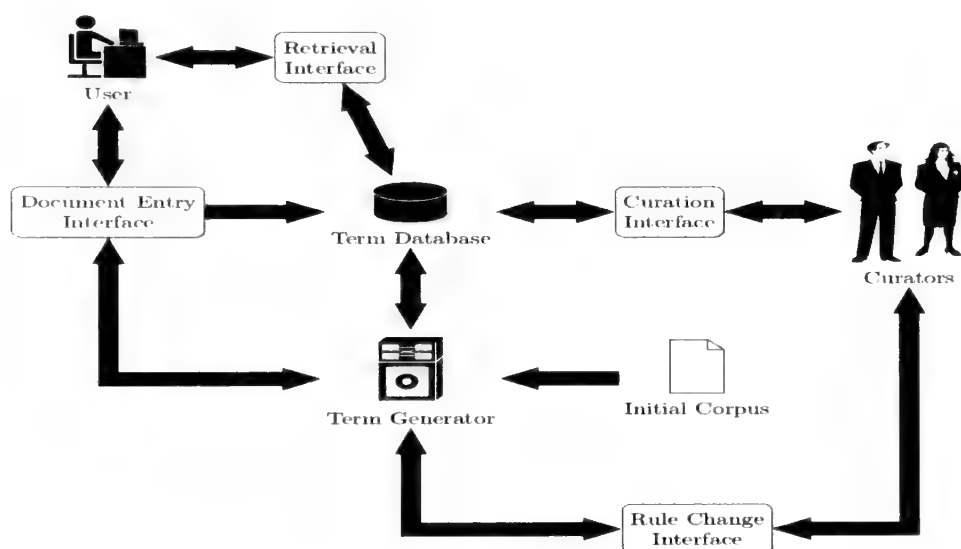 Retrieval
Interface
User
Document Entry
Interface
Term Database
Curation
Interface
Curators
Term Generator
Initial Corpus
Rule Change
Interface